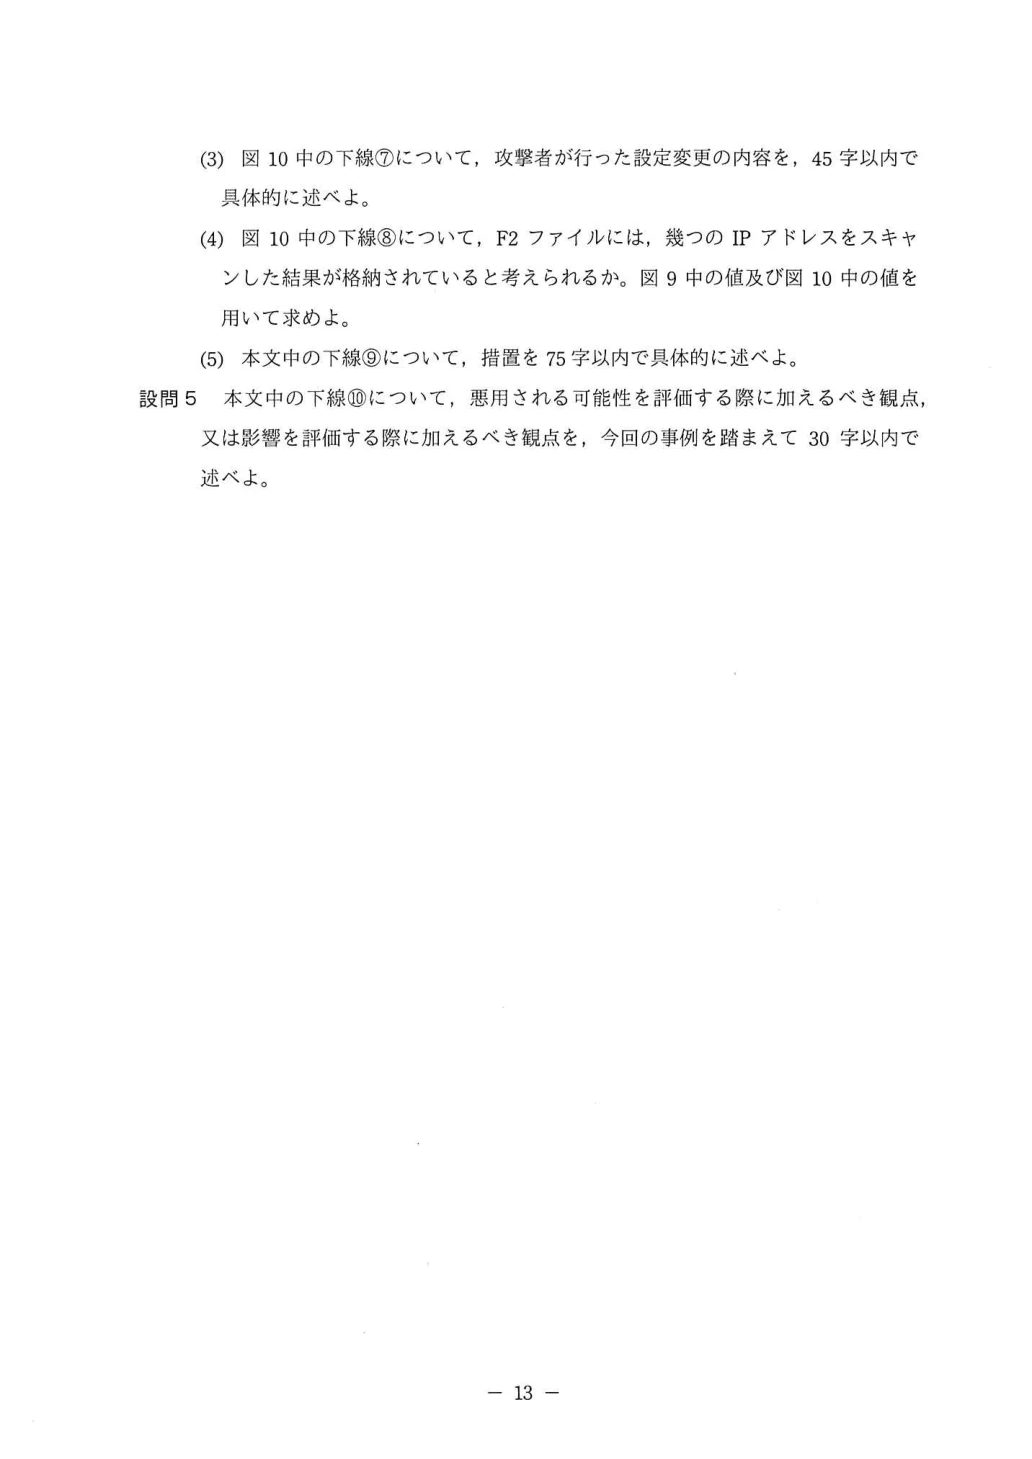 (3) 図 10 中の下線⑦について，攻撃者が行った設定変更の内容を，45 字以内で
具体的に述べよ。
(4) 図 10 中の下線⑧について，F2 ファイルには，幾つの IP アドレスをスキャ
ンした結果が格納されていると考えられるか。図 9 中の値及び図 10 中の値を
用いて求めよ。
(5) 本文中の下線⑨について，措置を 75 字以内で具体的に述べよ。
設問５ 本文中の下線⑩について，悪用される可能性を評価する際に加えるべき観点，
又は影響を評価する際に加えるべき観点を，今回の事例を踏まえて 30 字以内で
述べよ。
－ 13 －